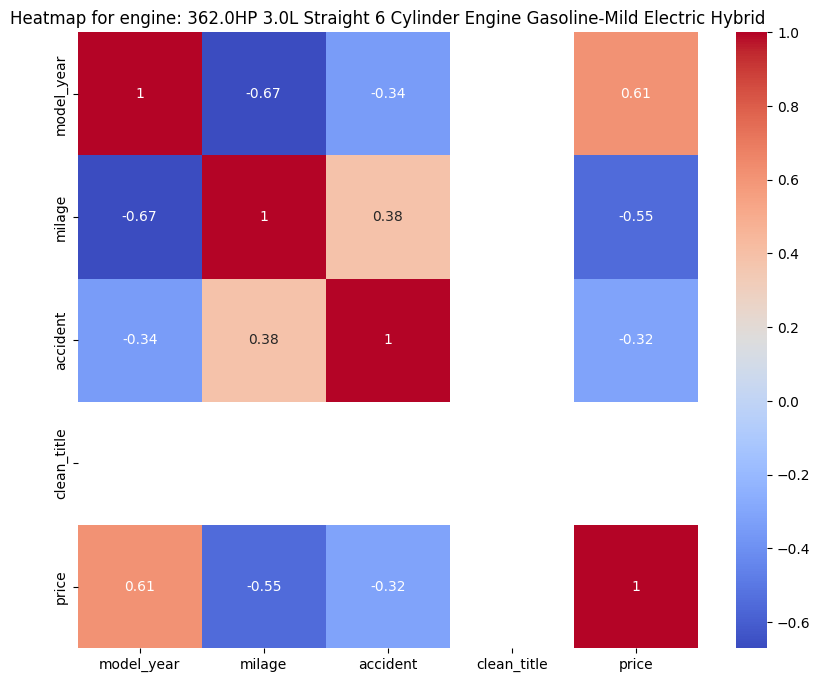 Heatmap for engine: 362.0HP 3.0L Straight 6 Cylinder Engine Gasoline-Mild Electric Hybrid
model_year
1
-0.67
-0.34
0.61
milage
-0.67
1
0.38
-0.55
accident
-0.34
0.38
1
-0.32
clean_title
price
0.61
-0.55
-0.32
1
model_year
milage
accident
clean_title
price
1.0
0.8
0.6
0.4
0.2
0.0
−0.2
−0.4
−0.6